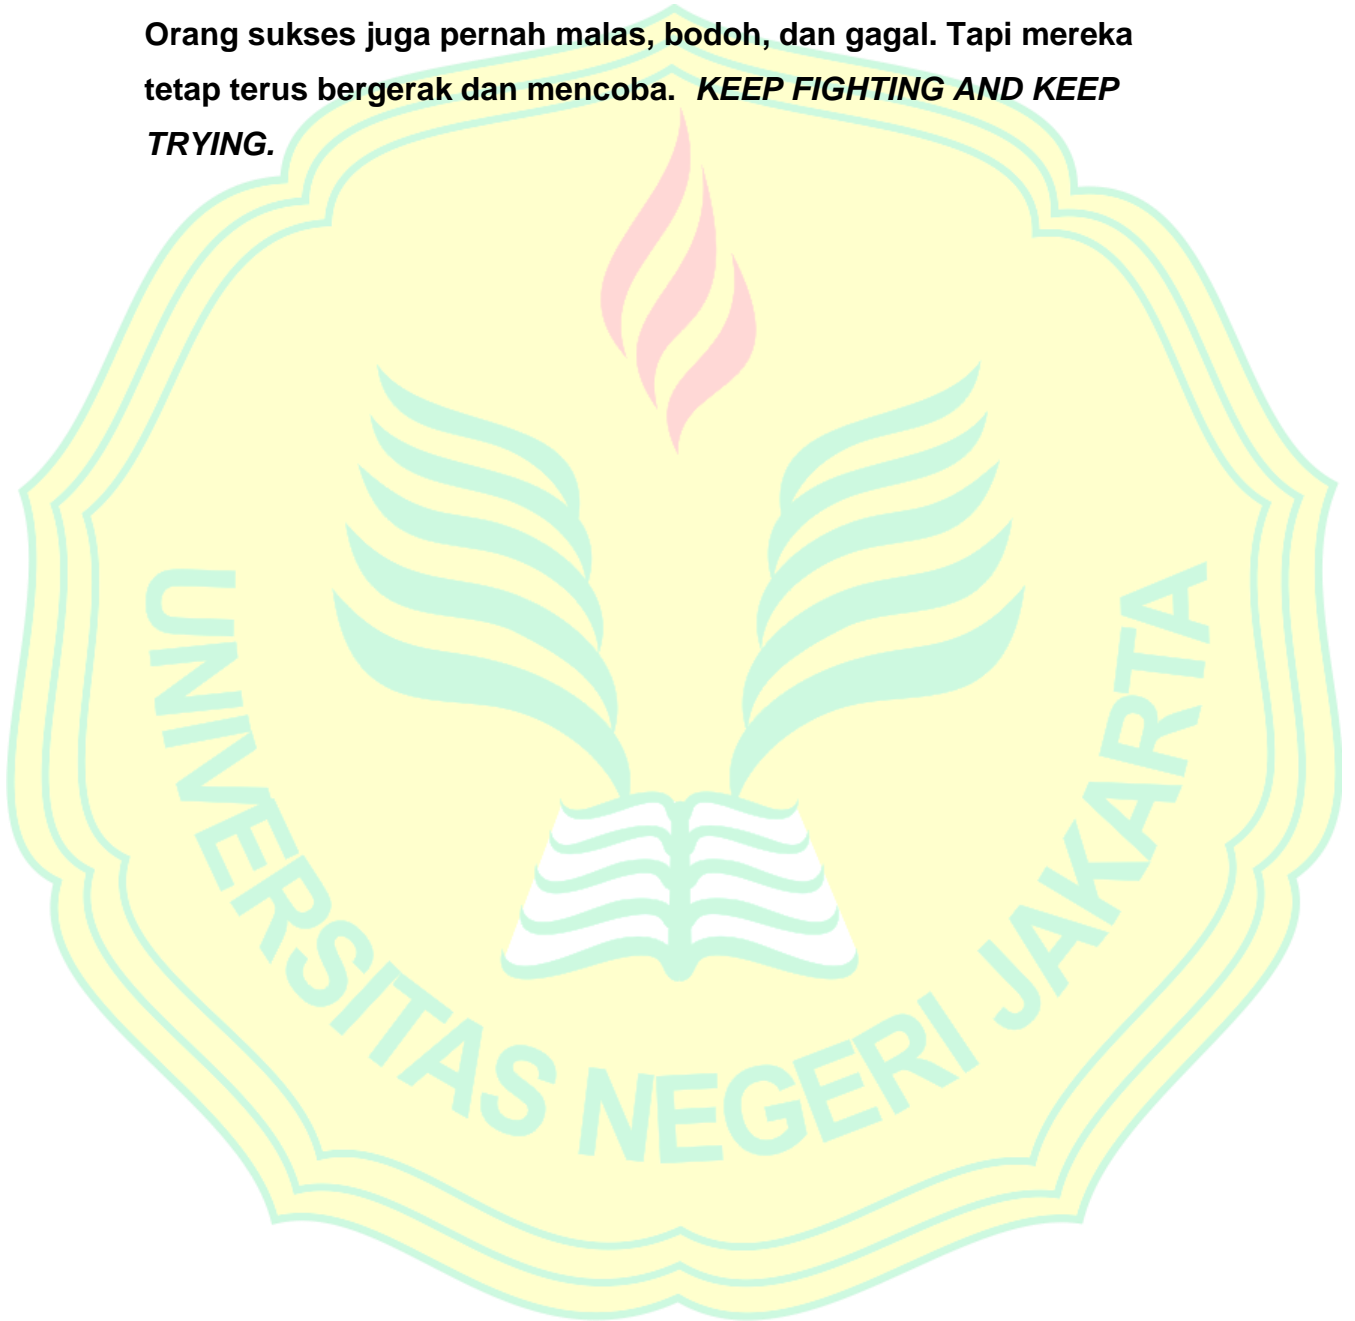 Orang sukses juga pernah malas, bodoh, dan gagal. Tapi mereka
tetap terus bergerak dan mencoba. KEEP FIGHTING AND KEEP
TRYING.
UNIVERSITAS NEGERI JAKARTA